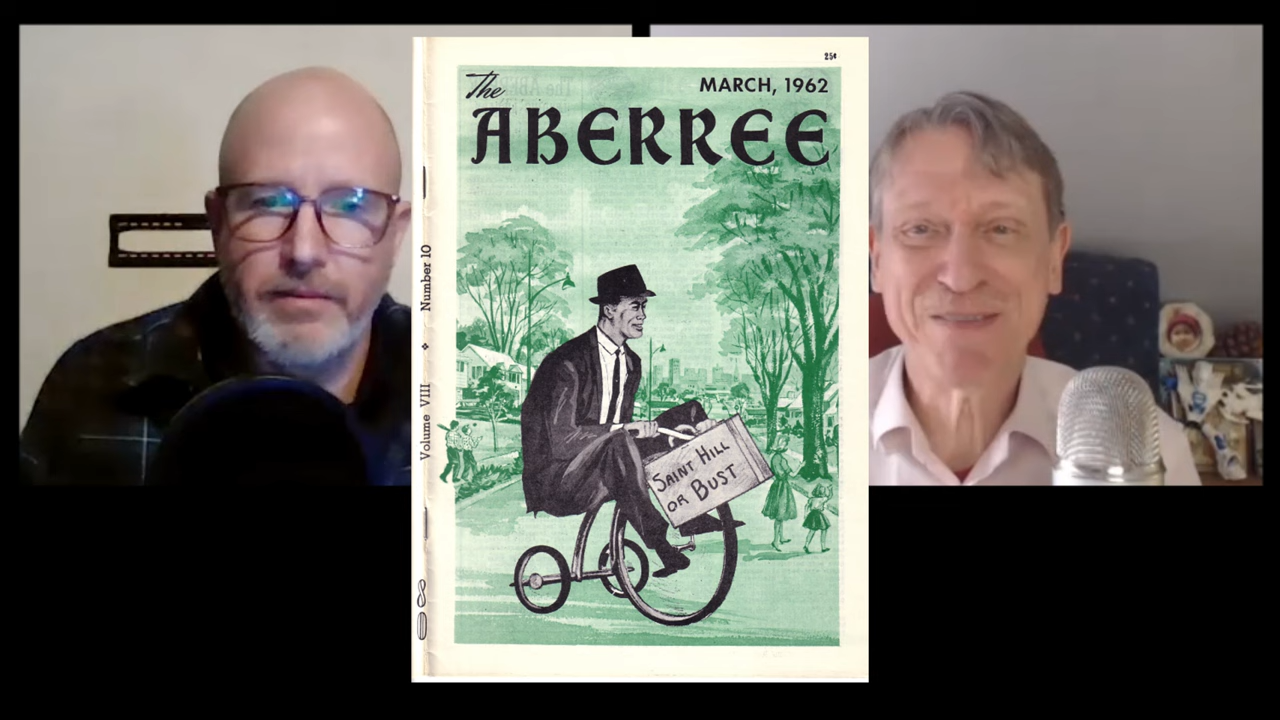 25¢
The
MARCH, 1962
ABERREE
SAINT HILL
OR BUST
Volume VIII ❖ Number 10